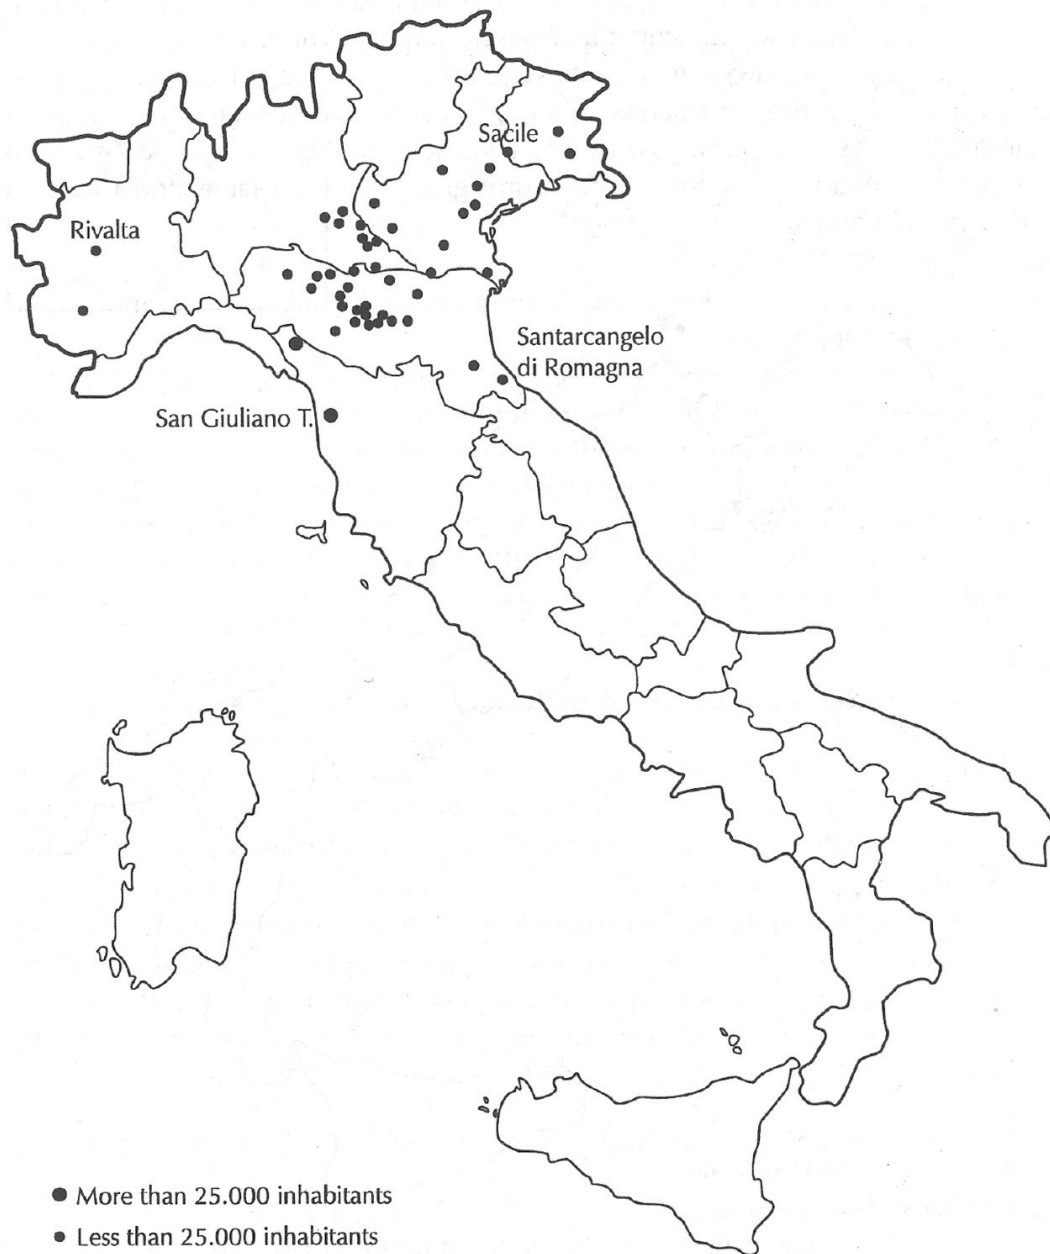 Sacile
Rivalta
Santarcangelo
di Romagna
San Giuliano T.
More than 25.000 inhabitants
Less than 25.000 inhabitants